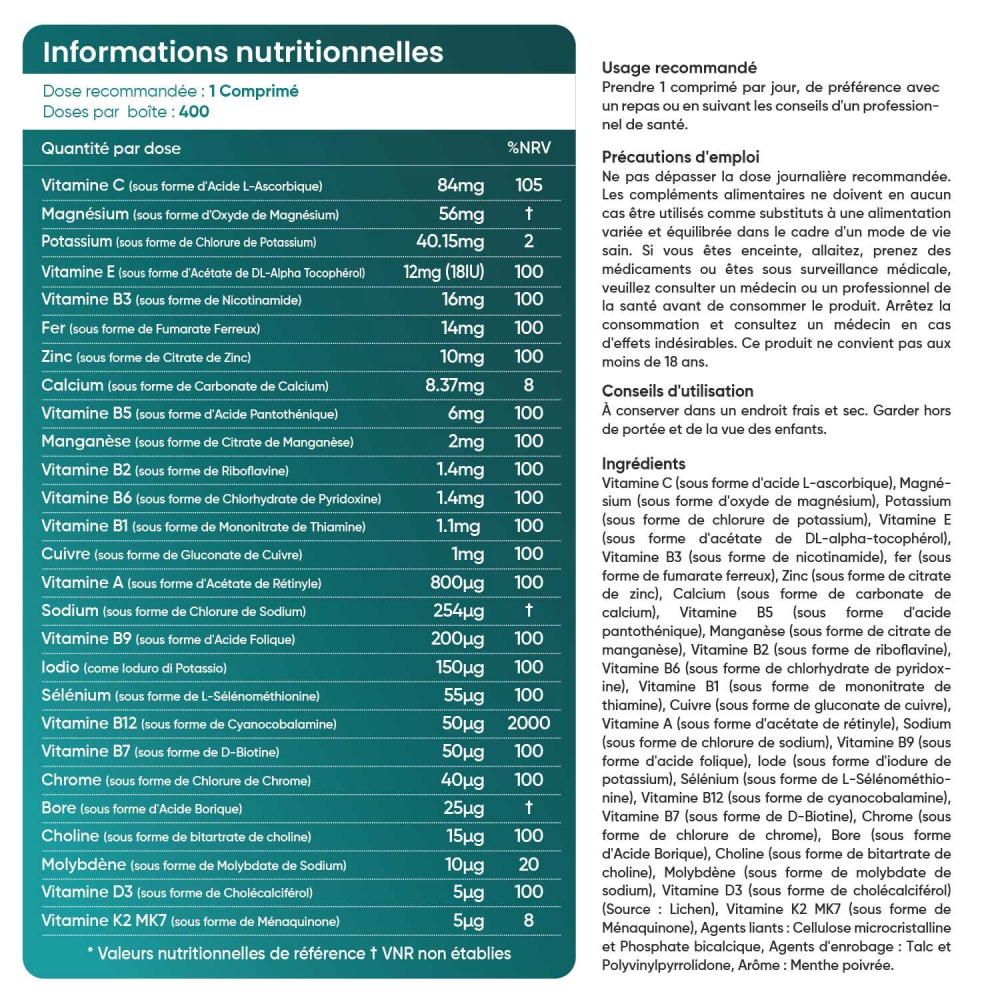 Informations nutritionnelles
Dose recommandée : 1 Comprimé
Doses par boîte : 400
Quantité par dose %NRV
Vitamine C (sous forme d'Acide L-Ascorbique) 84mg 105
Magnésium (sous forme d'Oxyde de Magnésium) 56mg †
Potassium (sous forme de Chlorure de Potassium) 40.15mg 2
Vitamine E (sous forme d'Acétate de DL-Alpha Tocophérol) 12mg (18IU) 100
Vitamine B3 (sous forme de Nicotinamide) 16mg 100
Fer (sous forme de Fumarate Ferreux) 14mg 100
Zinc (sous forme de Citrate de Zinc) 10mg 100
Calcium (sous forme de Carbonate de Calcium) 8.37mg 8
Vitamine B5 (sous forme d'Acide Pantothénique) 6mg 100
Manganèse (sous forme de Citrate de Manganèse) 2mg 100
Vitamine B2 (sous forme de Riboflavine) 1.4mg 100
Vitamine B6 (sous forme de Chlorhydrate de Pyridoxine) 1.4mg 100
Vitamine B1 (sous forme de Mononitrate de Thiamine) 1.1mg 100
Cuivre (sous forme de Gluconate de Cuivre) 1mg 100
Vitamine A (sous forme d'Acétate de Rétinyle) 800µg 100
Sodium (sous forme de Chlorure de Sodium) 254µg †
Vitamine B9 (sous forme d'Acide Folique) 200µg 100
Iodio (come Ioduro di Potassio) 150µg 100
Sélénium (sous forme de L-Sélénométhionine) 55µg 100
Vitamine B12 (sous forme de Cyanocobalamine) 50µg 2000
Vitamine B7 (sous forme de D-Biotine) 50µg 100
Chrome (sous forme de Chlorure de Chrome) 40µg 100
Bore (sous forme d'Acide Borique) 25µg †
Choline (sous forme de bitartrate de choline) 15µg 100
Molybdène (sous forme de Molybdate de Sodium) 10µg 20
Vitamine D3 (sous forme de Cholécalciférol) 5µg 100
Vitamine K2 MK7 (sous forme de Ménaquinone) 5µg 8
* Valeurs nutritionnelles de référence † VNR non établies
Usage recommandé
Prendre 1 comprimé par jour, de préférence avec
un repas ou en suivant les conseils d'un profession-
nel de santé.
Précautions d'emploi
Ne pas dépasser la dose journalière recommandée.
Les compléments alimentaires ne doivent en aucun
cas être utilisés comme substituts à une alimentation
variée et équilibrée dans le cadre d'un mode de vie
sain. Si vous êtes enceinte, allaitez, prenez des
médicaments ou êtes sous surveillance médicale,
veuillez consulter un médecin ou un professionnel de
la santé avant de consommer le produit. Arrêtez la
consommation et consultez un médecin en cas
d'effets indésirables. Ce produit ne convient pas aux
moins de 18 ans.
Conseils d'utilisation
À conserver dans un endroit frais et sec. Garder hors
de portée et de la vue des enfants.
Ingrédients
Vitamine C (sous forme d'acide L-ascorbique), Magné-
sium (sous forme d'oxyde de magnésium), Potassium
(sous forme de chlorure de potassium), Vitamine E
(sous forme d'acétate de DL-alpha-tocophérol),
Vitamine B3 (sous forme de nicotinamide), fer (sous
forme de fumarate ferreux), Zinc (sous forme de citrate
de zinc), Calcium (sous forme de carbonate de
calcium), Vitamine B5 (sous forme d'acide
pantothénique), Manganèse (sous forme de citrate de
manganèse), Vitamine B2 (sous forme de riboflavine),
Vitamine B6 (sous forme de chlorhydrate de pyridox-
ine), Vitamine B1 (sous forme de mononitrate de
thiamine), Cuivre (sous forme de gluconate de cuivre),
Vitamine A (sous forme d'acétate de rétinyle), Sodium
(sous forme de chlorure de sodium), Vitamine B9 (sous
forme d'acide folique), Iode (sous forme d'iodure de
potassium), Sélénium (sous forme de L-Sélénométhio-
nine), Vitamine B12 (sous forme de cyanocobalamine),
Vitamine B7 (sous forme de D-Biotine), Chrome (sous
forme de chlorure de chrome), Bore (sous forme
d'Acide Borique), Choline (sous forme de bitartrate de
choline), Molybdène (sous forme de molybdate de
sodium), Vitamine D3 (sous forme de cholécalciférol)
(Source : Lichen), Vitamine K2 MK7 (sous forme de
Ménaquinone), Agents liants : Cellulose microcristalline
et Phosphate bicalcique, Agents d'enrobage : Talc et
Polyvinylpyrrolidone, Arôme : Menthe poivrée.